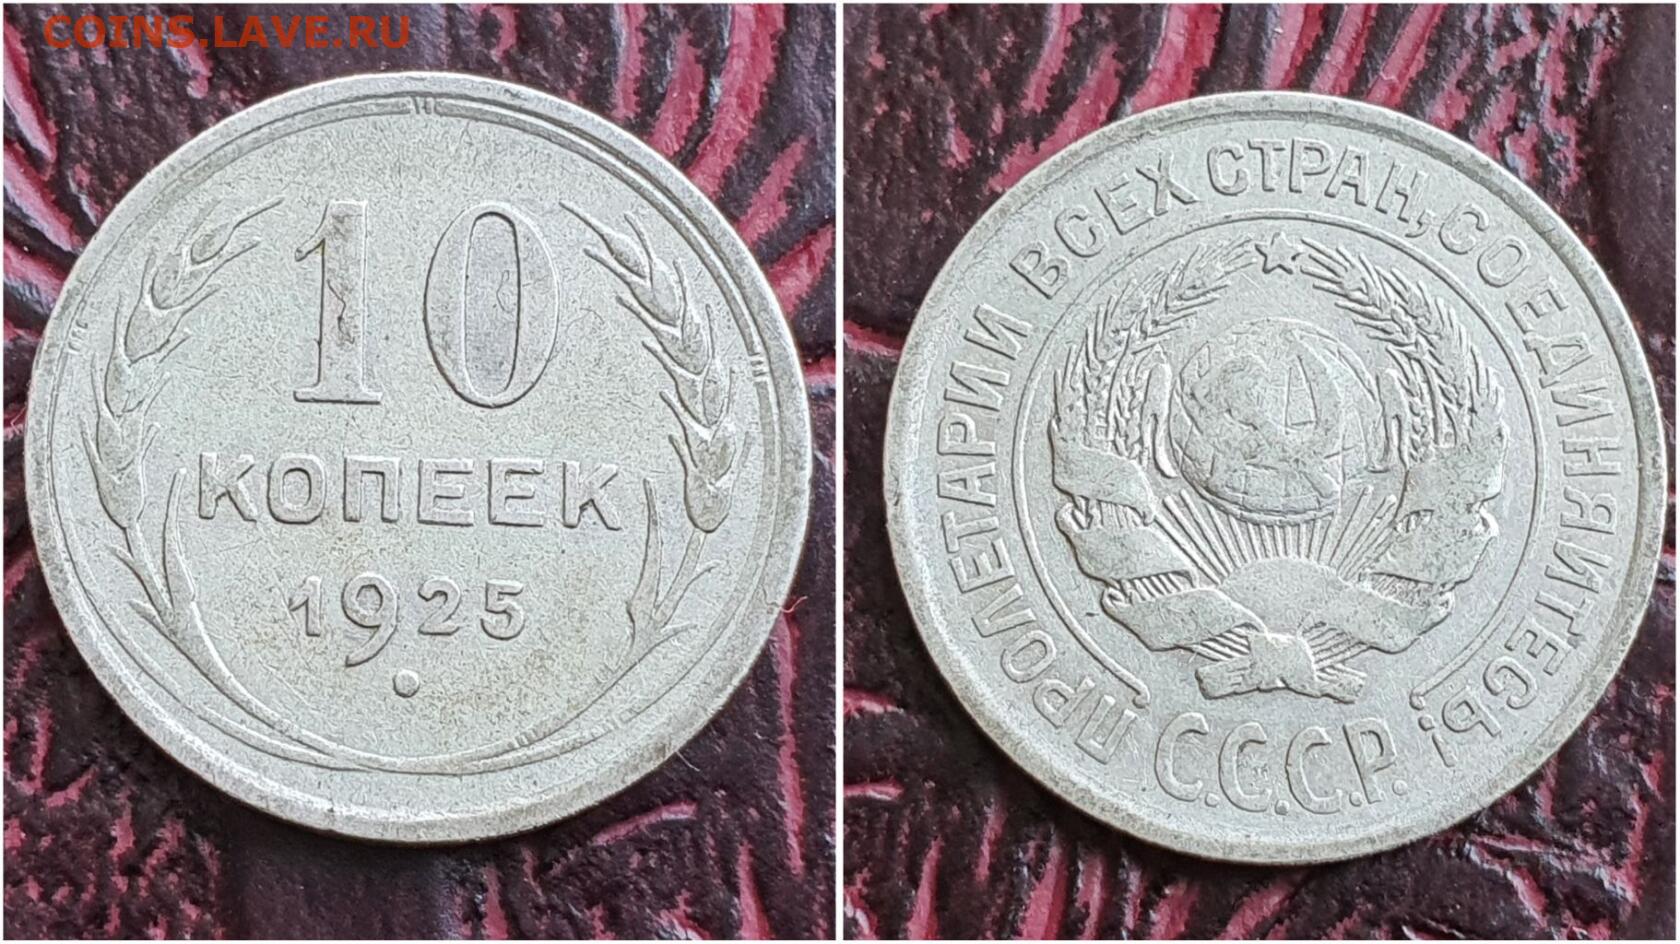 COINS.LAVE.RU
10
КОПЕЕК
1925
ПРОЛЕТАРИИ ВСЕХ СТРАН, СОЕДИНЯЙТЕСЬ!
С.С.С.Р.